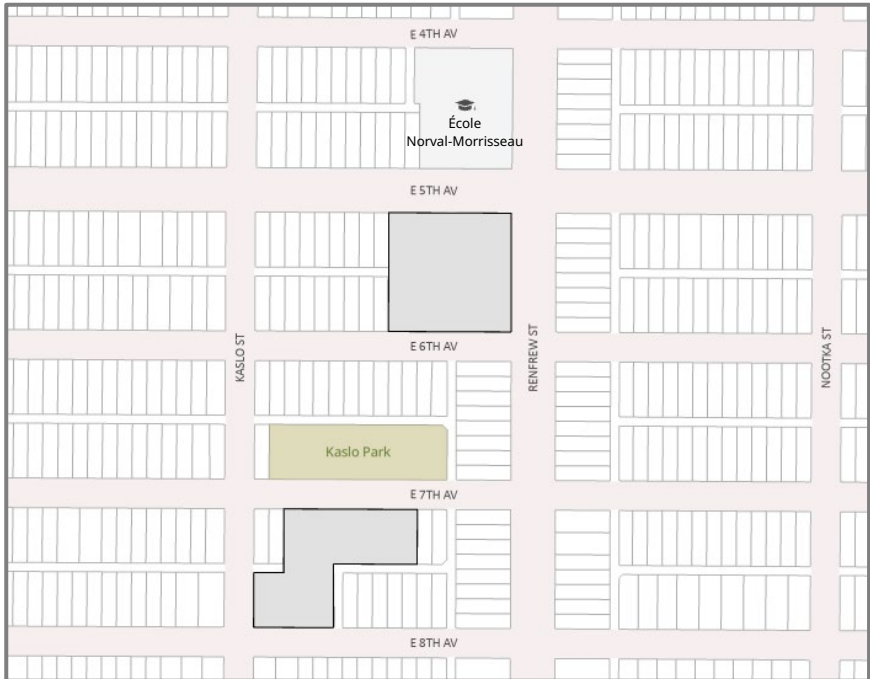 E 4TH AV
École
Norval-Morrisseau
E 5TH AV
E 6TH AV
KASLO ST
RENFREW ST
NOOTKA ST
Kaslo Park
E 7TH AV
E 8TH AV